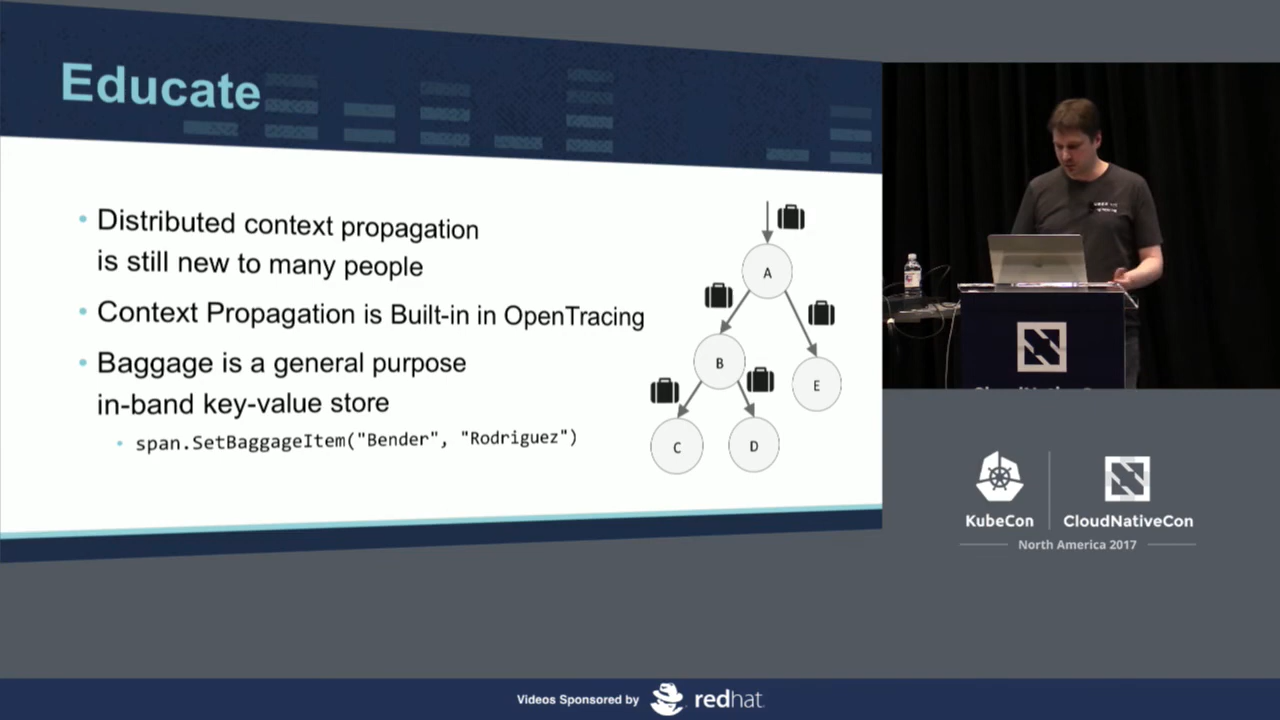 Educate
Distributed context propagation
is still new to many people
Context Propagation is Built-in in OpenTracing
Baggage is a general purpose
in-band key-value store
span.SetBaggageItem("Bender", "Rodriguez")
A
B
E
C
D
KubeCon
CloudNativeCon
North America 2017
Videos Sponsored by
redhat.